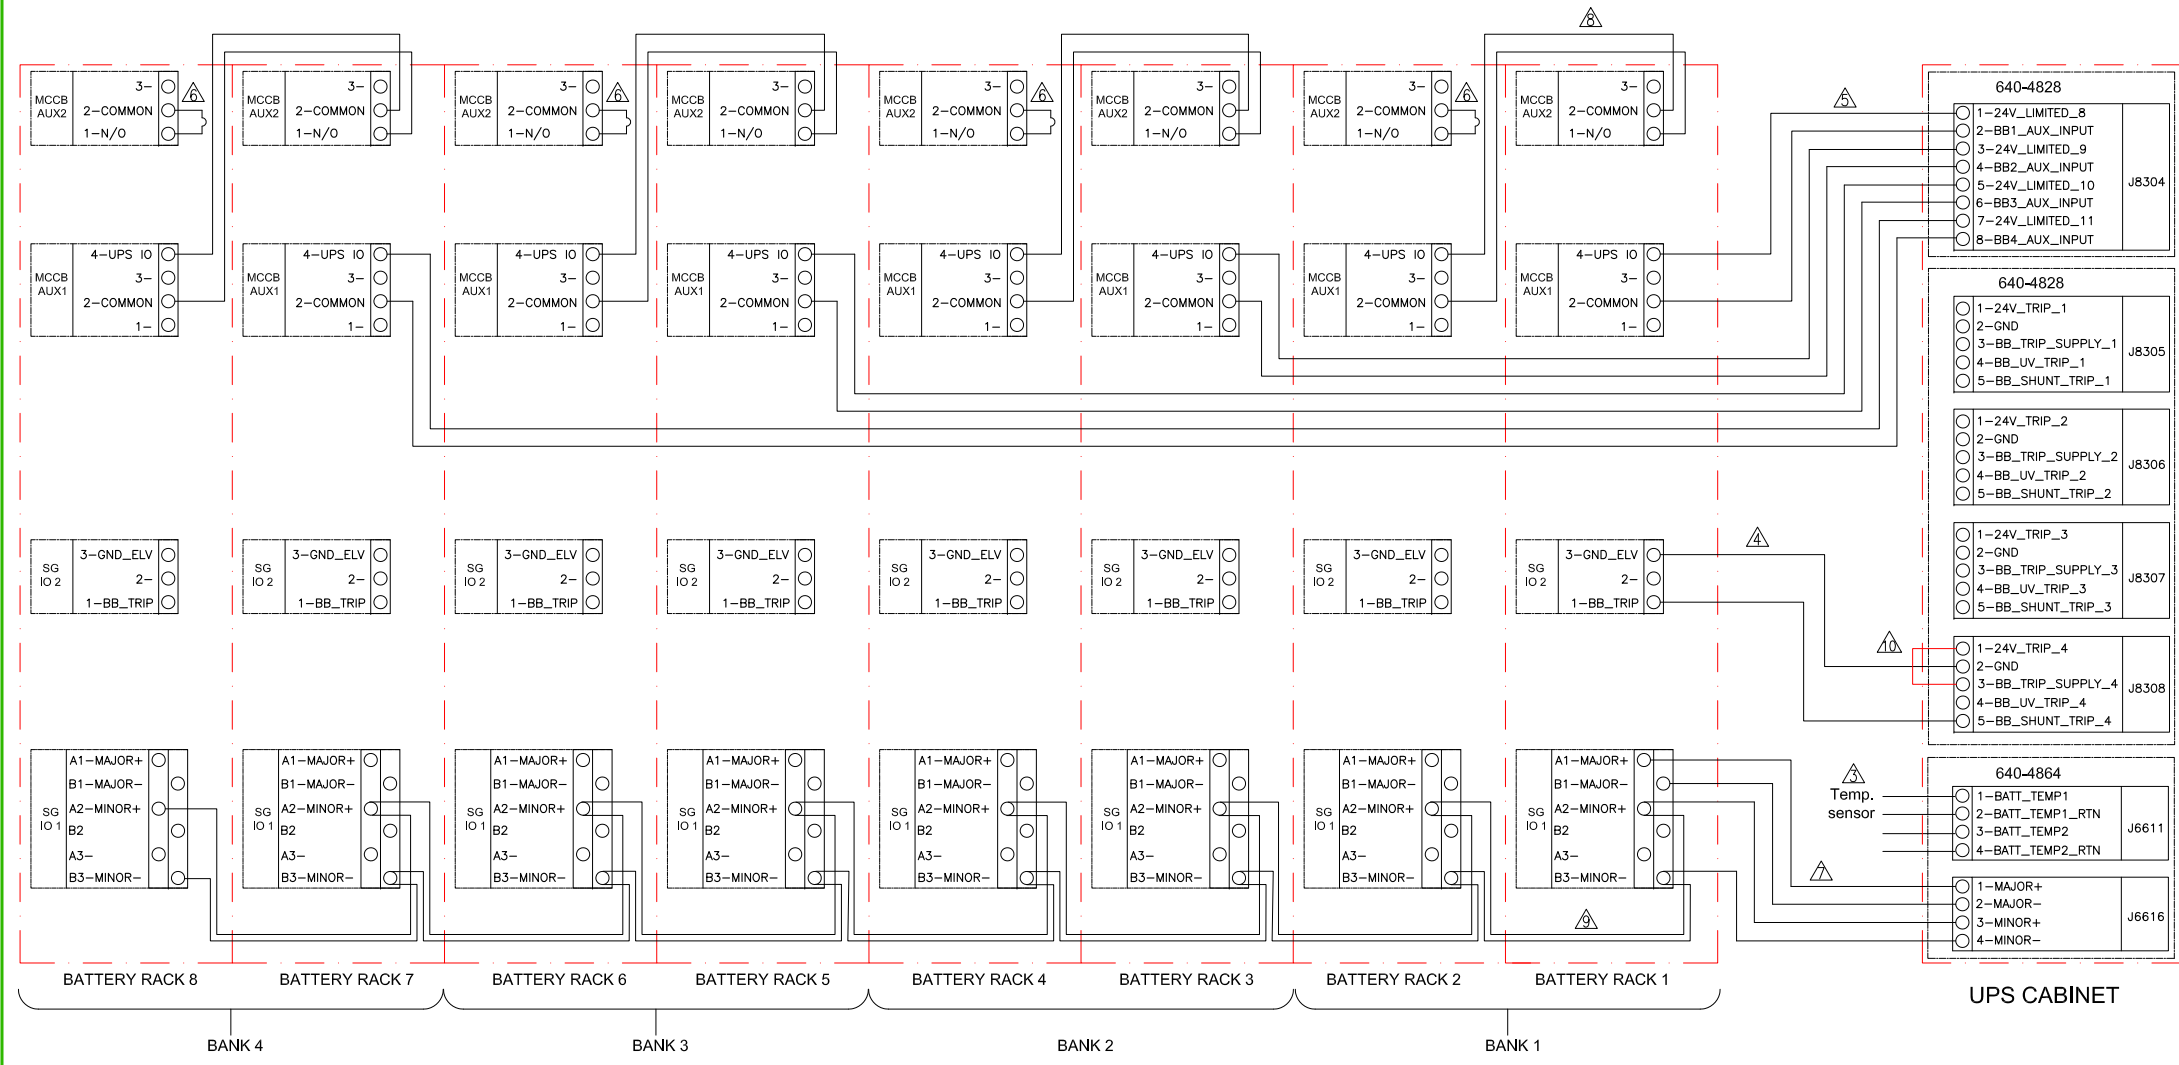 8
MCCB AUX2
3-
2-COMMON
1-N/O
6
MCCB AUX2
3-
2-COMMON
1-N/O
MCCB AUX2
3-
2-COMMON
1-N/O
6
MCCB AUX2
3-
2-COMMON
1-N/O
MCCB AUX2
3-
2-COMMON
1-N/O
6
MCCB AUX2
3-
2-COMMON
1-N/O
MCCB AUX2
3-
2-COMMON
1-N/O
6
MCCB AUX2
3-
2-COMMON
1-N/O
5
640-4828
1-24V_LIMITED_8
2-BB1_AUX_INPUT
3-24V_LIMITED_9
4-BB2_AUX_INPUT
5-24V_LIMITED_10
6-BB3_AUX_INPUT
7-24V_LIMITED_11
8-BB4_AUX_INPUT
J8304
MCCB AUX1
4-UPS IO
3-
2-COMMON
1-
MCCB AUX1
4-UPS IO
3-
2-COMMON
1-
MCCB AUX1
4-UPS IO
3-
2-COMMON
1-
MCCB AUX1
4-UPS IO
3-
2-COMMON
1-
MCCB AUX1
4-UPS IO
3-
2-COMMON
1-
MCCB AUX1
4-UPS IO
3-
2-COMMON
1-
MCCB AUX1
4-UPS IO
3-
2-COMMON
1-
MCCB AUX1
4-UPS IO
3-
2-COMMON
1-
640-4828
1-24V_TRIP_1
2-GND
3-BB_TRIP_SUPPLY_1
4-BB_UV_TRIP_1
5-BB_SHUNT_TRIP_1
J8305
1-24V_TRIP_2
2-GND
3-BB_TRIP_SUPPLY_2
4-BB_UV_TRIP_2
5-BB_SHUNT_TRIP_2
J8306
SG IO 2
3-GND_ELV
2-
1-BB_TRIP
SG IO 2
3-GND_ELV
2-
1-BB_TRIP
SG IO 2
3-GND_ELV
2-
1-BB_TRIP
SG IO 2
3-GND_ELV
2-
1-BB_TRIP
SG IO 2
3-GND_ELV
2-
1-BB_TRIP
SG IO 2
3-GND_ELV
2-
1-BB_TRIP
SG IO 2
3-GND_ELV
2-
1-BB_TRIP
SG IO 2
3-GND_ELV
2-
1-BB_TRIP
4
1-24V_TRIP_3
2-GND
3-BB_TRIP_SUPPLY_3
4-BB_UV_TRIP_3
5-BB_SHUNT_TRIP_3
J8307
10
1-24V_TRIP_4
2-GND
3-BB_TRIP_SUPPLY_4
4-BB_UV_TRIP_4
5-BB_SHUNT_TRIP_4
J8308
SG IO 1
A1-MAJOR+
B1-MAJOR-
A2-MINOR+
B2
A3-
B3-MINOR-
SG IO 1
A1-MAJOR+
B1-MAJOR-
A2-MINOR+
B2
A3-
B3-MINOR-
SG IO 1
A1-MAJOR+
B1-MAJOR-
A2-MINOR+
B2
A3-
B3-MINOR-
SG IO 1
A1-MAJOR+
B1-MAJOR-
A2-MINOR+
B2
A3-
B3-MINOR-
SG IO 1
A1-MAJOR+
B1-MAJOR-
A2-MINOR+
B2
A3-
B3-MINOR-
SG IO 1
A1-MAJOR+
B1-MAJOR-
A2-MINOR+
B2
A3-
B3-MINOR-
SG IO 1
A1-MAJOR+
B1-MAJOR-
A2-MINOR+
B2
A3-
B3-MINOR-
SG IO 1
A1-MAJOR+
B1-MAJOR-
A2-MINOR+
B2
A3-
B3-MINOR-
9
3
Temp.
sensor
640-4864
1-BATT_TEMP1
2-BATT_TEMP1_RTN
3-BATT_TEMP2
4-BATT_TEMP2_RTN
J6611
7
1-MAJOR+
2-MAJOR-
3-MINOR+
4-MINOR-
J6616
BATTERY RACK 8
BATTERY RACK 7
BATTERY RACK 6
BATTERY RACK 5
BATTERY RACK 4
BATTERY RACK 3
BATTERY RACK 2
BATTERY RACK 1
UPS CABINET
BANK 4
BANK 3
BANK 2
BANK 1